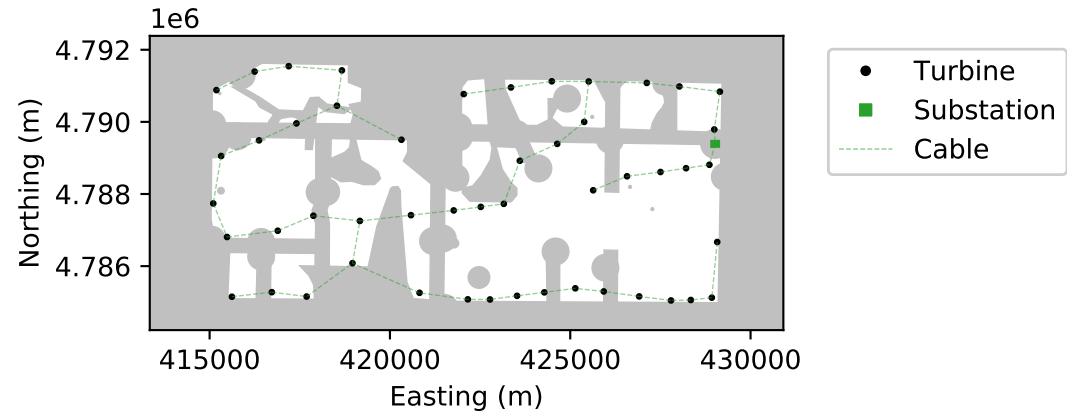 1e6
4.792
4.790
4.788
4.786
Northing (m)
415000
420000
425000
430000
Easting (m)
Turbine
Substation
Cable